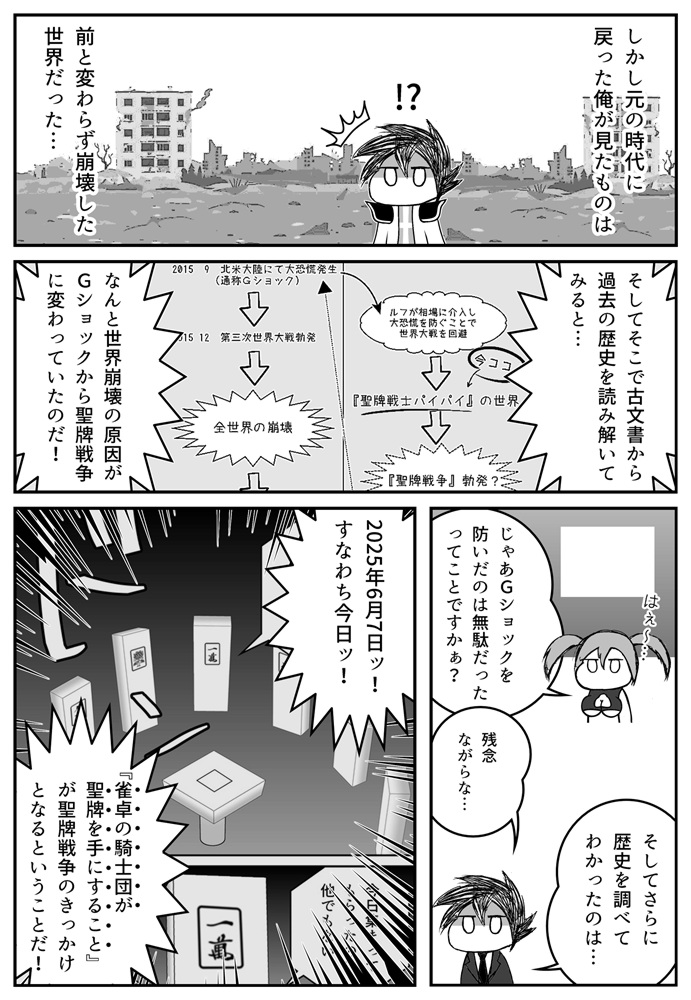 しかし元の時代に
戻った俺が見たものは
!?
前と変わらず崩壊した
世界だった…
そしてそこで古文書から
過去の歴史を読み解いて
みると…
2015 9 北米大陸にて大恐慌発生
(通称Gショック)
015 12 第三次世界大戦勃発
全世界の崩壊
ルフが相場に介入し
大恐慌を防ぐことで
世界大戦を回避
今ココ
『聖牌戦士パイパイ』の世界
『聖牌戦争』勃発?
なんと世界崩壊の原因が
Gショックから聖牌戦争
に変わっていたのだ!
はぇ〜…
じゃあGショックを
防いだのは無駄だった
ってことですかぁ?
残念
ながらな…
そしてさらに
歴史を調べて
わかったのは…
2025年6月7日ッ!
すなわち今日ッ!
一萬
『雀卓の騎士団が
聖牌を手にすること』
が聖牌戦争のきっかけ
となるということだ!
一萬